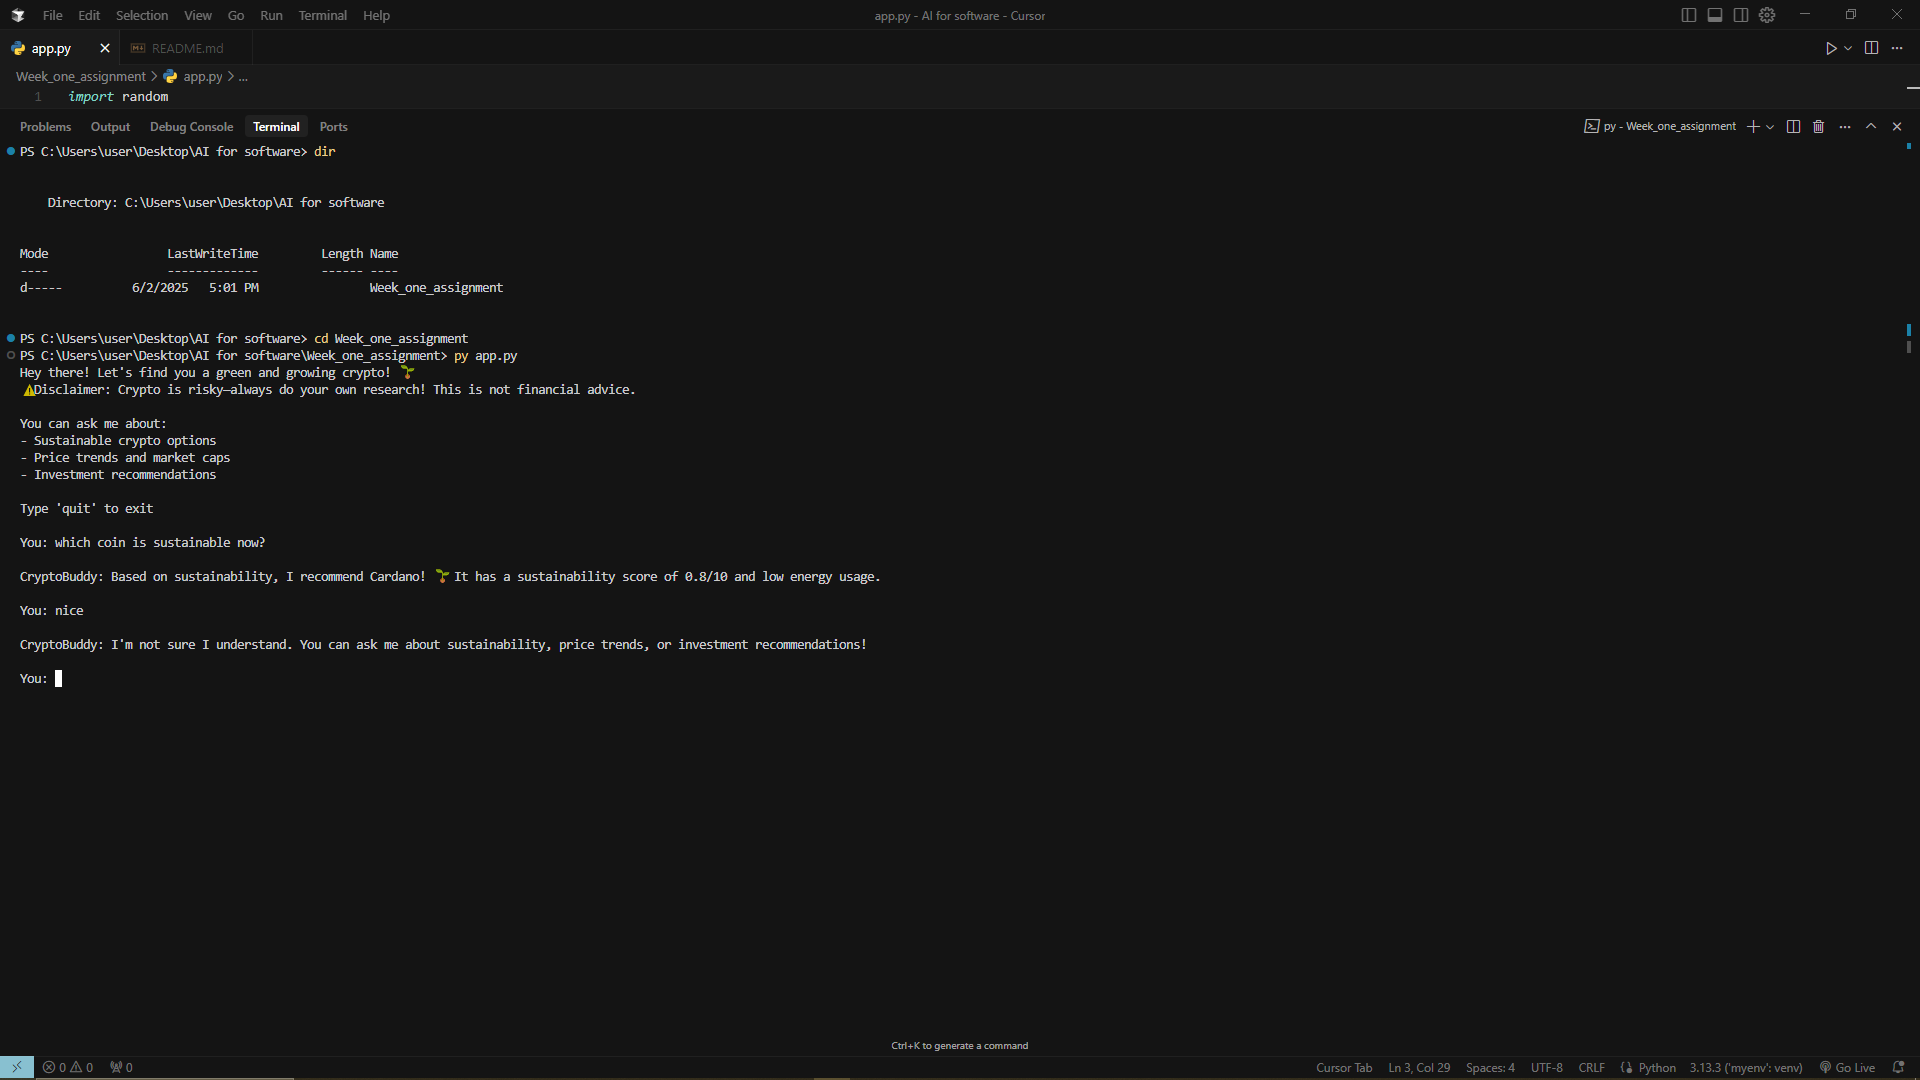 File Edit Selection View Go Run Terminal Help
app.py - AI for software - Cursor
app.py README.md
Week_one_assignment > app.py > ...
1 import random
Problems Output Debug Console Terminal Ports
py - Week_one_assignment
PS C:\Users\user\Desktop\AI for software> dir
Directory: C:\Users\user\Desktop\AI for software
Mode LastWriteTime Length Name
---- ------------- ------ ----
d----- 6/2/2025 5:01 PM Week_one_assignment
PS C:\Users\user\Desktop\AI for software> cd Week_one_assignment
PS C:\Users\user\Desktop\AI for software\Week_one_assignment> py app.py
Hey there! Let's find you a green and growing crypto! 🌱
⚠️Disclaimer: Crypto is risky—always do your own research! This is not financial advice.
You can ask me about:
- Sustainable crypto options
- Price trends and market caps
- Investment recommendations
Type 'quit' to exit
You: which coin is sustainable now?
CryptoBuddy: Based on sustainability, I recommend Cardano! 🌱 It has a sustainability score of 0.8/10 and low energy usage.
You: nice
CryptoBuddy: I'm not sure I understand. You can ask me about sustainability, price trends, or investment recommendations!
You:
Ctrl+K to generate a command
0 0 0 Cursor Tab Ln 3, Col 29 Spaces: 4 UTF-8 CRLF Python 3.13.3 ('myenv': venv) Go Live